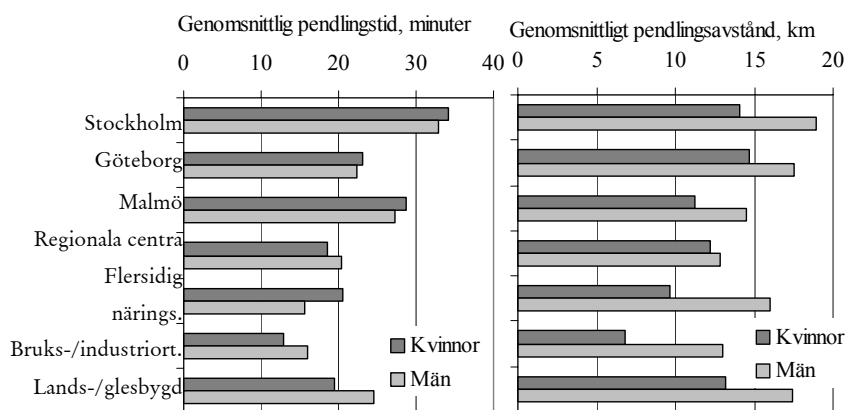 Genomsnittlig pendlingstid, minuter
0 10 20 30 40
Stockholm
Göteborg
Malmö
Regionala centra
Flersidig
närings.
Bruks-/industriort.
Lands-/glesbygd
Kvinnor
Män
Genomsnittligt pendlingsavstånd, km
0 5 10 15 20
Kvinnor
Män